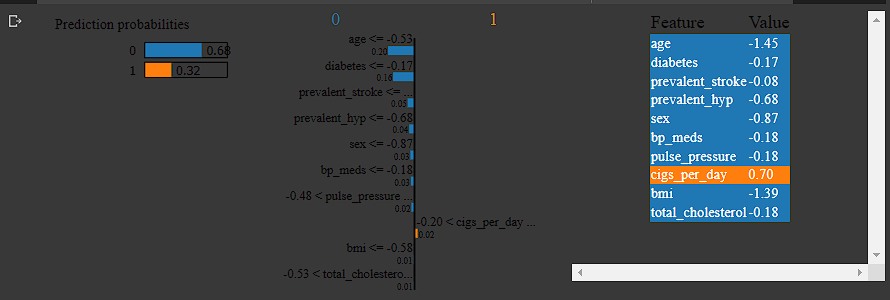 Prediction probabilities
0 0.68
1 0.32
0 1
age <= -0.53
0.20
diabetes <= -0.17
0.16
prevalent_stroke <= ...
0.05
prevalent_hyp <= -0.68
0.04
sex <= -0.87
0.03
bp_meds <= -0.18
0.03
-0.48 < pulse_pressure ...
0.02
-0.20 < cigs_per_day ...
0.02
bmi <= -0.58
0.01
-0.53 < total_cholestero...
0.01
Feature Value
age -1.45
diabetes -0.17
prevalent_stroke -0.08
prevalent_hyp -0.68
sex -0.87
bp_meds -0.18
pulse_pressure -0.18
cigs_per_day 0.70
bmi -1.39
total_cholesterol -0.18